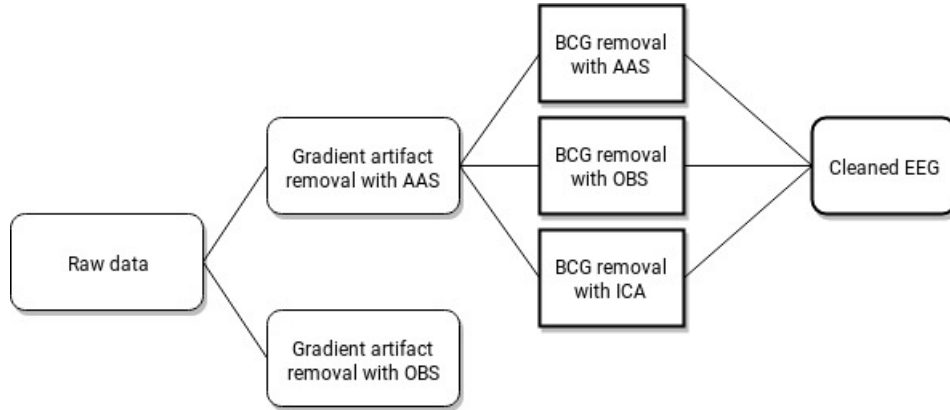 Raw data
Gradient artifact
removal with AAS
Gradient artifact
removal with OBS
BCG removal
with AAS
BCG removal
with OBS
BCG removal
with ICA
Cleaned EEG